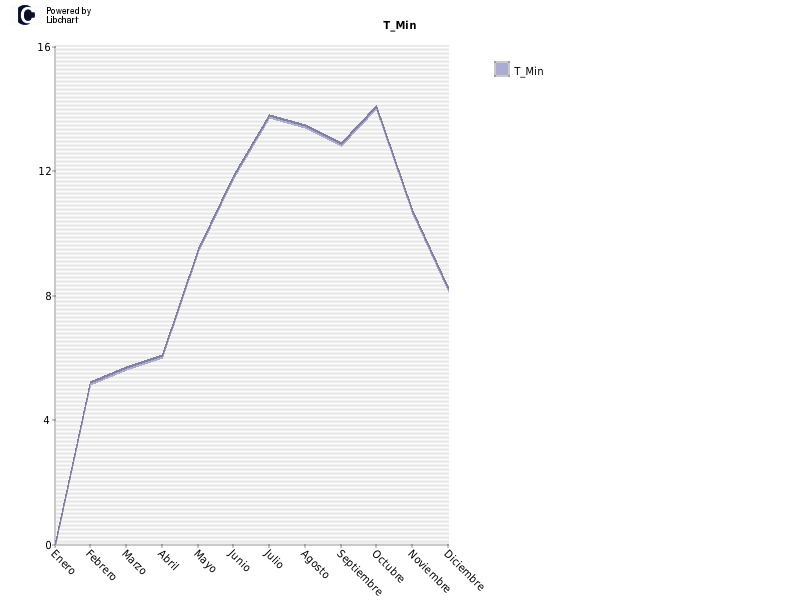 Powered by
Libchart
T_Min
16
12
8
4
0
T_Min
Enero
Febrero
Marzo
Abril
Mayo
Junio
Julio
Agosto
Septiembre
Octubre
Noviembre
Diciembre